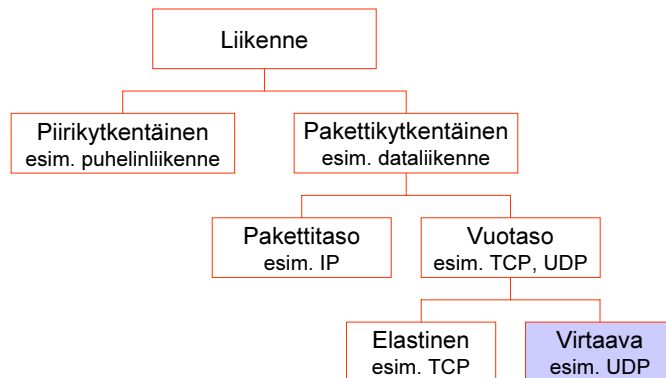 Liikenne
Piirikytkentäinen
esim. puhelinliikenne
Pakettikytkentäinen
esim. dataliikenne
Pakettitaso
esim. IP
Vuotaso
esim. TCP, UDP
Elastinen
esim. TCP
Virtaava
esim. UDP